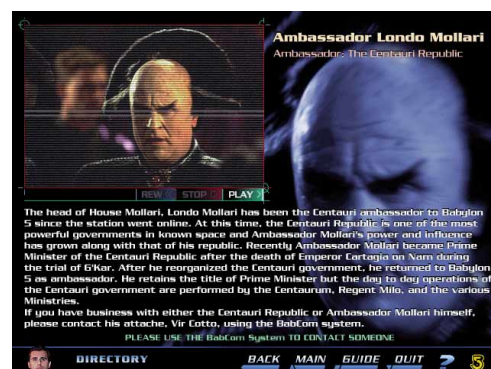 Ambassador Londo Mollari
Ambassador: The Centauri Republic
REW STOP PLAY
The head of House Mollari, Londo Mollari has been the Centauri ambassador to Babylon
5 since the station went online. At this time, the Centauri Republic is one of the most
powerful governments in known space and Ambassador Mollari's power and influence
has grown along with that of his republic. Recently Ambassador Mollari became Prime
Minister of the Centauri Republic after the death of Emperor Cartagia on Narn during
the trial of G'Kar. After he reorganized the Centauri government, he returned to Babylon
5 as ambassador. He retains the title of Prime Minister but the day to day operations of
the Centauri government are performed by the Centaurum, Regent Milo, and the various
Ministries.
If you have business with either the Centauri Republic or Ambassador Mollari himself,
please contact his attache, Vir Cotto, using the BabCom system.
PLEASE USE THE BabCom System TO CONTACT SOMEONE
DIRECTORY BACK MAIN GUIDE QUIT ? 5